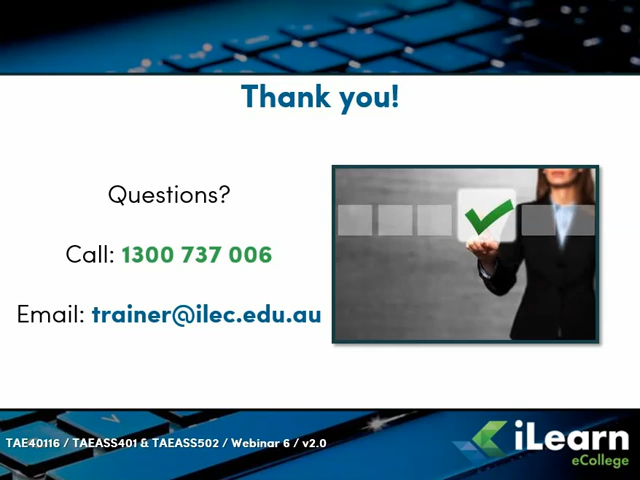 Thank you!
Questions?
Call: 1300 737 006
Email: trainer@ilec.edu.au
TAE40116 / TAEASS401 & TAEASS502 / Webinar 6 / v2.0
iLearn
eCollege